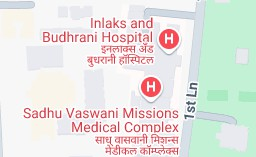 Inlaks and
Budhrani Hospital
इनलाक्स अँड
बुधरानी हॉस्पिटल
H
H
Sadhu Vaswani Missions
Medical Complex
साधु वासवानी मिशन्स
मेडीकल कॉम्प्लेक्स
1st Ln